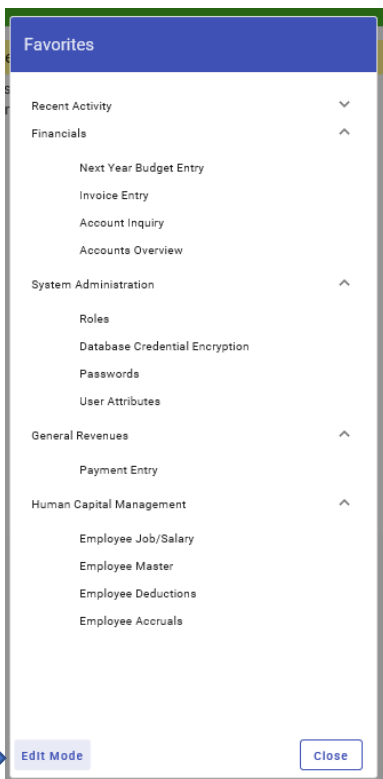 Favorites
Recent Activity
Financials
Next Year Budget Entry
Invoice Entry
Account Inquiry
Accounts Overview
System Administration
Roles
Database Credential Encryption
Passwords
User Attributes
General Revenues
Payment Entry
Human Capital Management
Employee Job/Salary
Employee Master
Employee Deductions
Employee Accruals
Edit Mode Close